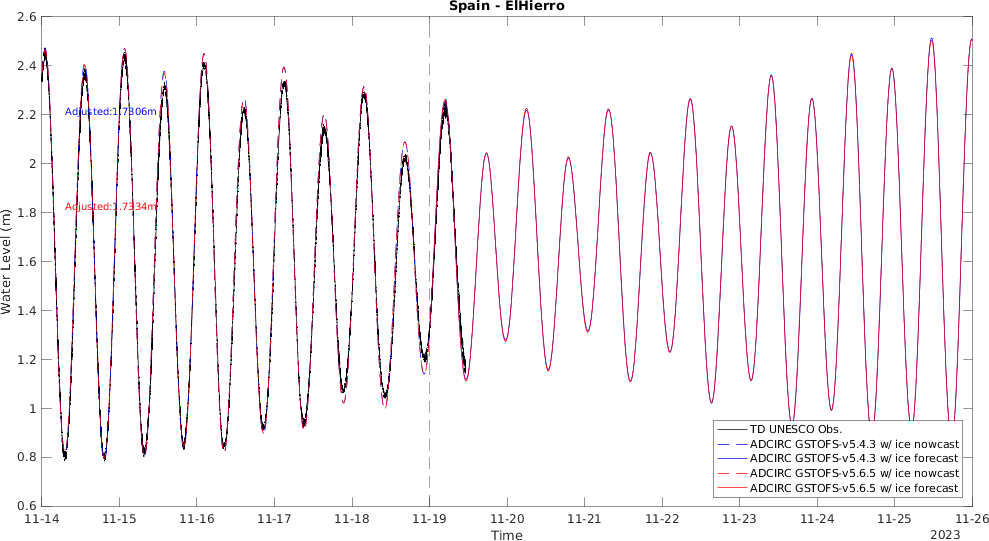 Spain - ElHierro
2.6
2.4
2.2
2
1.8
1.6
1.4
1.2
1
0.8
0.6
Water Level (m)
Adjusted:1.7306m
Adjusted:1.7334m
TD UNESCO Obs.
ADCIRC GSTOFS-v5.4.3 w/ ice nowcast
ADCIRC GSTOFS-v5.4.3 w/ ice forecast
ADCIRC GSTOFS-v5.6.5 w/ ice nowcast
ADCIRC GSTOFS-v5.6.5 w/ ice forecast
11-14 11-15 11-16 11-17 11-18 11-19 11-20 11-21 11-22 11-23 11-24 11-25 11-26
Time
2023